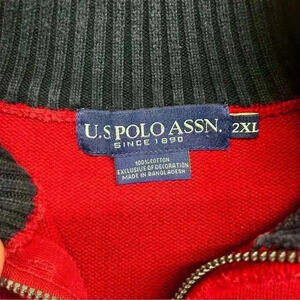 U.S. POLO ASSN.
SINCE 1890
2XL
100% COTTON
EXCLUSIVE OF DECORATION
MADE IN BANGLADESH